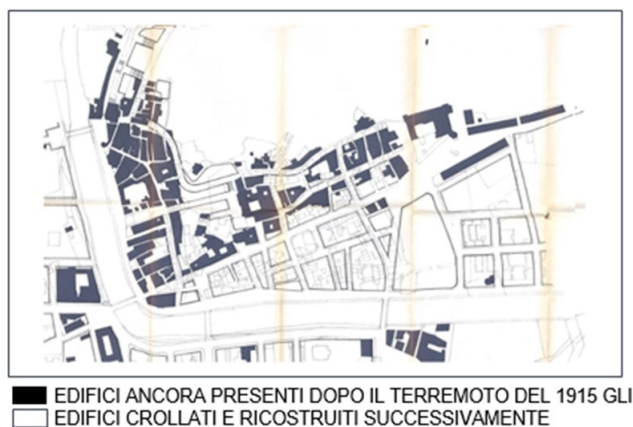 EDIFICI ANCORA PRESENTI DOPO IL TERREMOTO DEL 1915 GLI
EDIFICI CROLLATI E RICOSTRUITI SUCCESSIVAMENTE